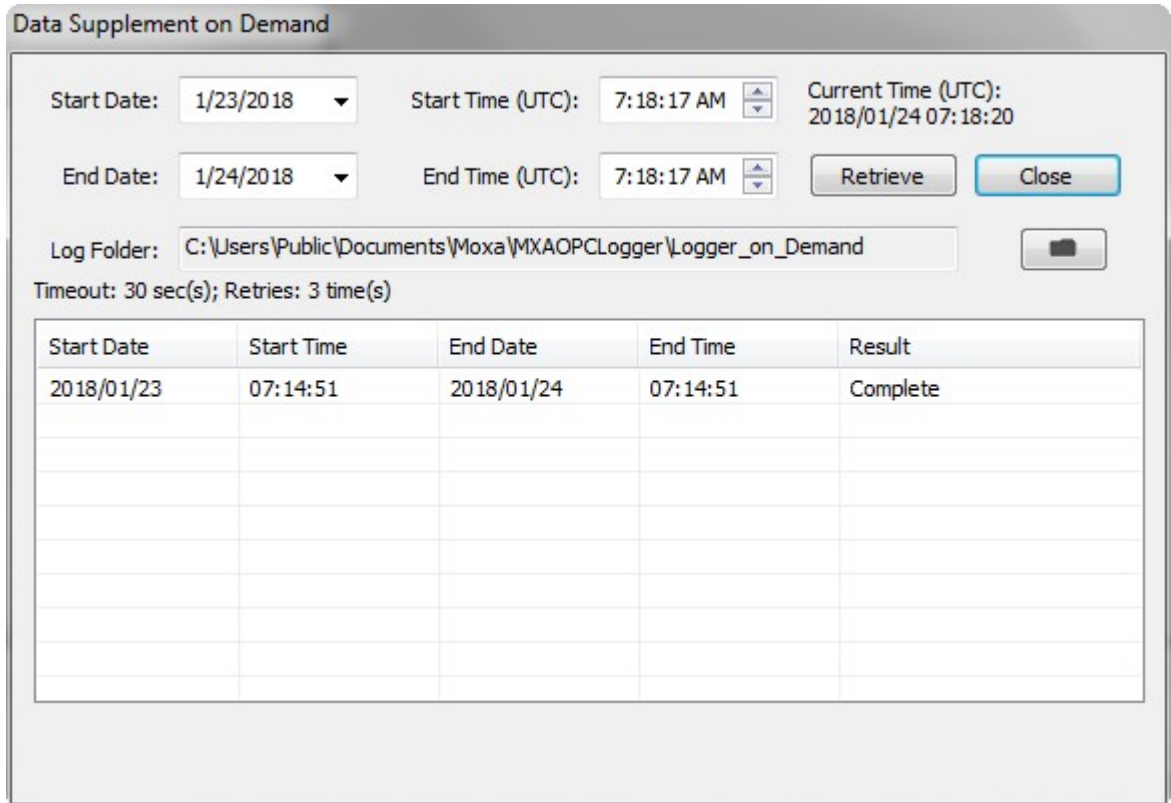 Data Supplement on Demand
Start Date: 1/23/2018 Start Time (UTC): 7:18:17 AM Current Time (UTC):
2018/01/24 07:18:20
End Date: 1/24/2018 End Time (UTC): 7:18:17 AM Retrieve Close
Log Folder: C:\Users\Public\Documents\Moxa\MXAOPCLogger\Logger_on_Demand
Timeout: 30 sec(s); Retries: 3 time(s)
Start Date Start Time End Date End Time Result
2018/01/23 07:14:51 2018/01/24 07:14:51 Complete